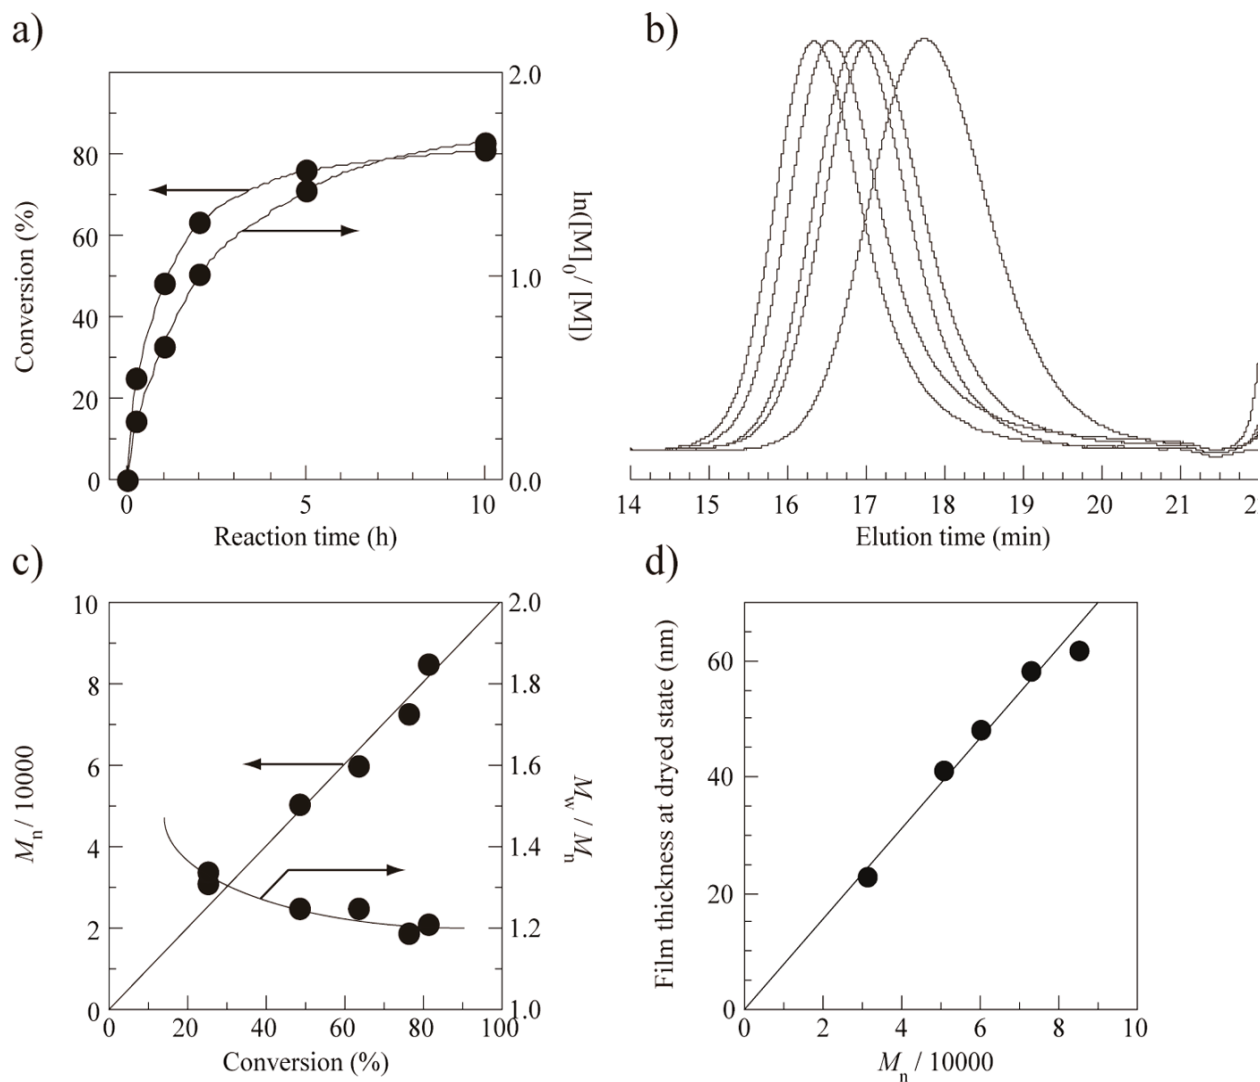 a)
Conversion (%)
100
80
60
40
20
0
2.0
1.0
0.0
ln([M]0 / [M])
0 5 10
Reaction time (h)
b)
14 15 16 17 18 19 20 21 2
Elution time (min)
c)
Mn / 10000
10
8
6
4
2
0
2.0
1.8
1.6
1.4
1.2
1.0
Mw / Mn
0 20 40 60 80 100
Conversion (%)
d)
Film thickness at dryed state (nm)
60
40
20
0
0 2 4 6 8 10
Mn / 10000